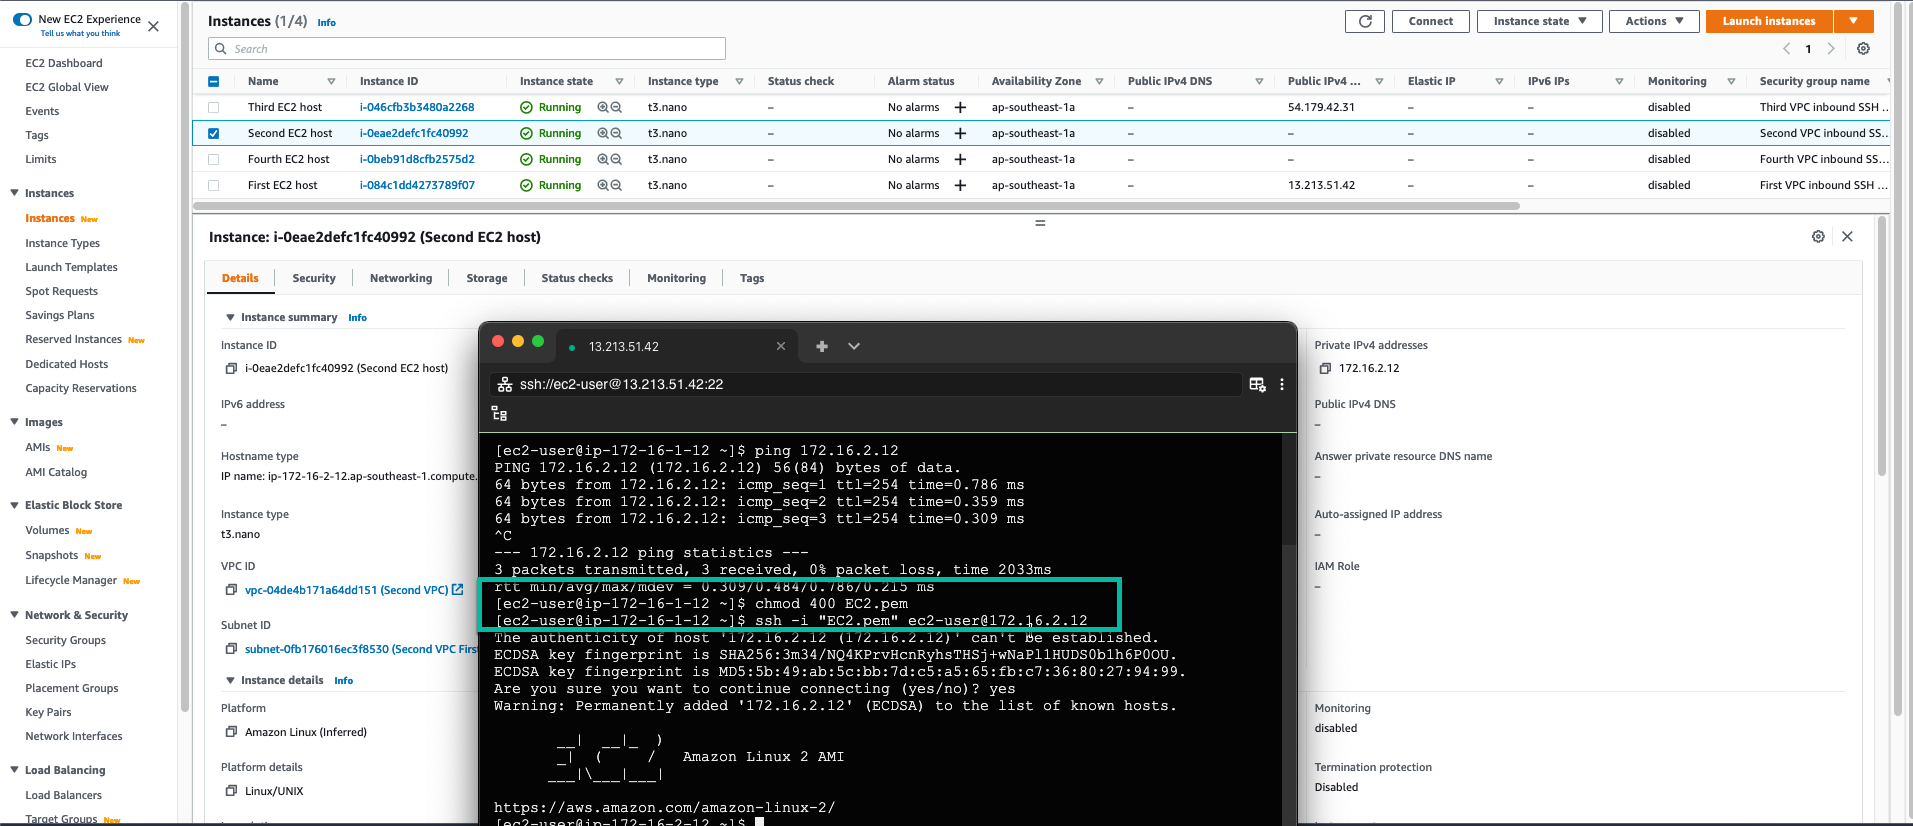 New EC2 Experience
Tell us what you think
EC2 Dashboard
EC2 Global View
Events
Tags
Limits
Instances
Instances New
Instance Types
Launch Templates
Spot Requests
Savings Plans
Reserved Instances New
Dedicated Hosts
Capacity Reservations
Images
AMIs New
AMI Catalog
Elastic Block Store
Volumes New
Snapshots New
Lifecycle Manager New
Network & Security
Security Groups
Elastic IPs
Placement Groups
Key Pairs
Network Interfaces
Load Balancing
Load Balancers
Target Groups New
Instances (1/4) Info
Connect
Instance state
Actions
Launch instances
Search
1
Name Instance ID Instance state Instance type Status check Alarm status Availability Zone Public IPv4 DNS Public IPv4 ... Elastic IP IPv6 IPs Monitoring Security group name
Third EC2 host i-046cfb3b3480a2268 Running t3.nano – No alarms + ap-southeast-1a – 54.179.42.31 – – disabled Third VPC inbound SSH ...
Second EC2 host i-0eae2defc1fc40992 Running t3.nano – No alarms + ap-southeast-1a – – – – disabled Second VPC inbound SS...
Fourth EC2 host i-0beb91d8cfb2575d2 Running t3.nano – No alarms + ap-southeast-1a – – – – disabled Fourth VPC inbound SS...
First EC2 host i-084c1dd4273789f07 Running t3.nano – No alarms + ap-southeast-1a – 13.213.51.42 – – disabled First VPC inbound SSH ...
Instance: i-0eae2defc1fc40992 (Second EC2 host)
Details Security Networking Storage Status checks Monitoring Tags
Instance summary Info
Instance ID
i-0eae2defc1fc40992 (Second EC2 host)
IPv6 address
–
Hostname type
IP name: ip-172-16-2-12.ap-southeast-1.compute.
Instance type
t3.nano
VPC ID
vpc-04de4b171a64dd151 (Second VPC)
Subnet ID
subnet-0fb176016ec3f8530 (Second VPC Firs
Instance details Info
Platform
Amazon Linux (Inferred)
Platform details
Linux/UNIX
13.213.51.42
ssh://ec2-user@13.213.51.42:22
[ec2-user@ip-172-16-1-12 ~]$ ping 172.16.2.12
PING 172.16.2.12 (172.16.2.12) 56(84) bytes of data.
64 bytes from 172.16.2.12: icmp_seq=1 ttl=254 time=0.786 ms
64 bytes from 172.16.2.12: icmp_seq=2 ttl=254 time=0.359 ms
64 bytes from 172.16.2.12: icmp_seq=3 ttl=254 time=0.309 ms
^C
--- 172.16.2.12 ping statistics ---
3 packets transmitted, 3 received, 0% packet loss, time 2033ms
rtt min/avg/max/mdev = 0.309/0.484/0.786/0.215 ms
[ec2-user@ip-172-16-1-12 ~]$ chmod 400 EC2.pem
[ec2-user@ip-172-16-1-12 ~]$ ssh -i "EC2.pem" ec2-user@172.16.2.12
The authenticity of host '172.16.2.12 (172.16.2.12)' can't be established.
ECDSA key fingerprint is SHA256:3m34/NQ4KPrvHcnRyhsTHSj+wNaPl1HUDS0b1h6P0OU.
ECDSA key fingerprint is MD5:5b:49:ab:5c:bb:7d:c5:a5:65:fb:c7:36:80:27:94:99.
Are you sure you want to continue connecting (yes/no)? yes
Warning: Permanently added '172.16.2.12' (ECDSA) to the list of known hosts.
__| __|_ )
_| ( / Amazon Linux 2 AMI
___|\___|___|
https://aws.amazon.com/amazon-linux-2/
[ec2-user@ip-172-16-2-12 ~]$
Private IPv4 addresses
172.16.2.12
Public IPv4 DNS
–
Answer private resource DNS name
–
Auto-assigned IP address
–
IAM Role
–
Monitoring
disabled
Termination protection
Disabled